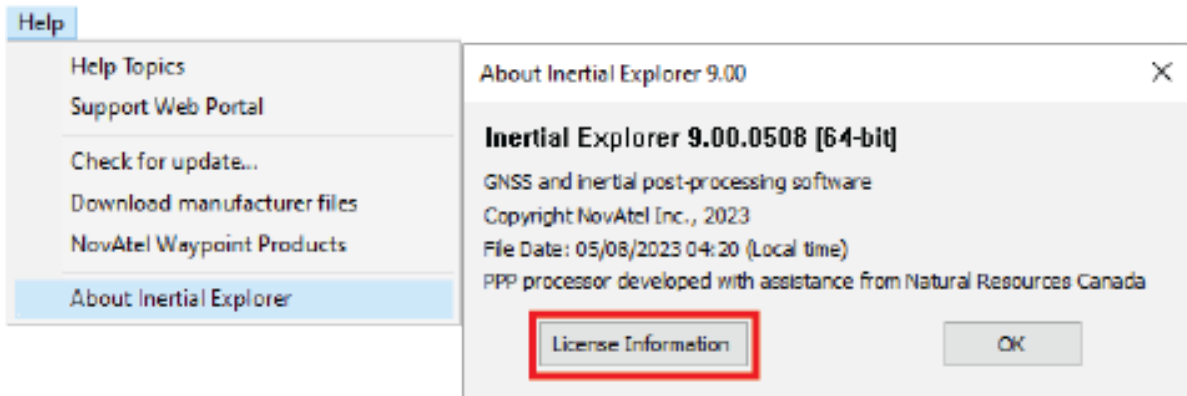 Help
Help Topics
Support Web Portal
Check for update...
Download manufacturer files
NovAtel Waypoint Products
About Inertial Explorer
About Inertial Explorer 9.00
Inertial Explorer 9.00.0508 [64-bit]
GNSS and inertial post-processing software
Copyright NovAtel Inc., 2023
File Date: 05/08/2023 04:20 (Local time)
PPP processor developed with assistance from Natural Resources Canada
License Information
OK